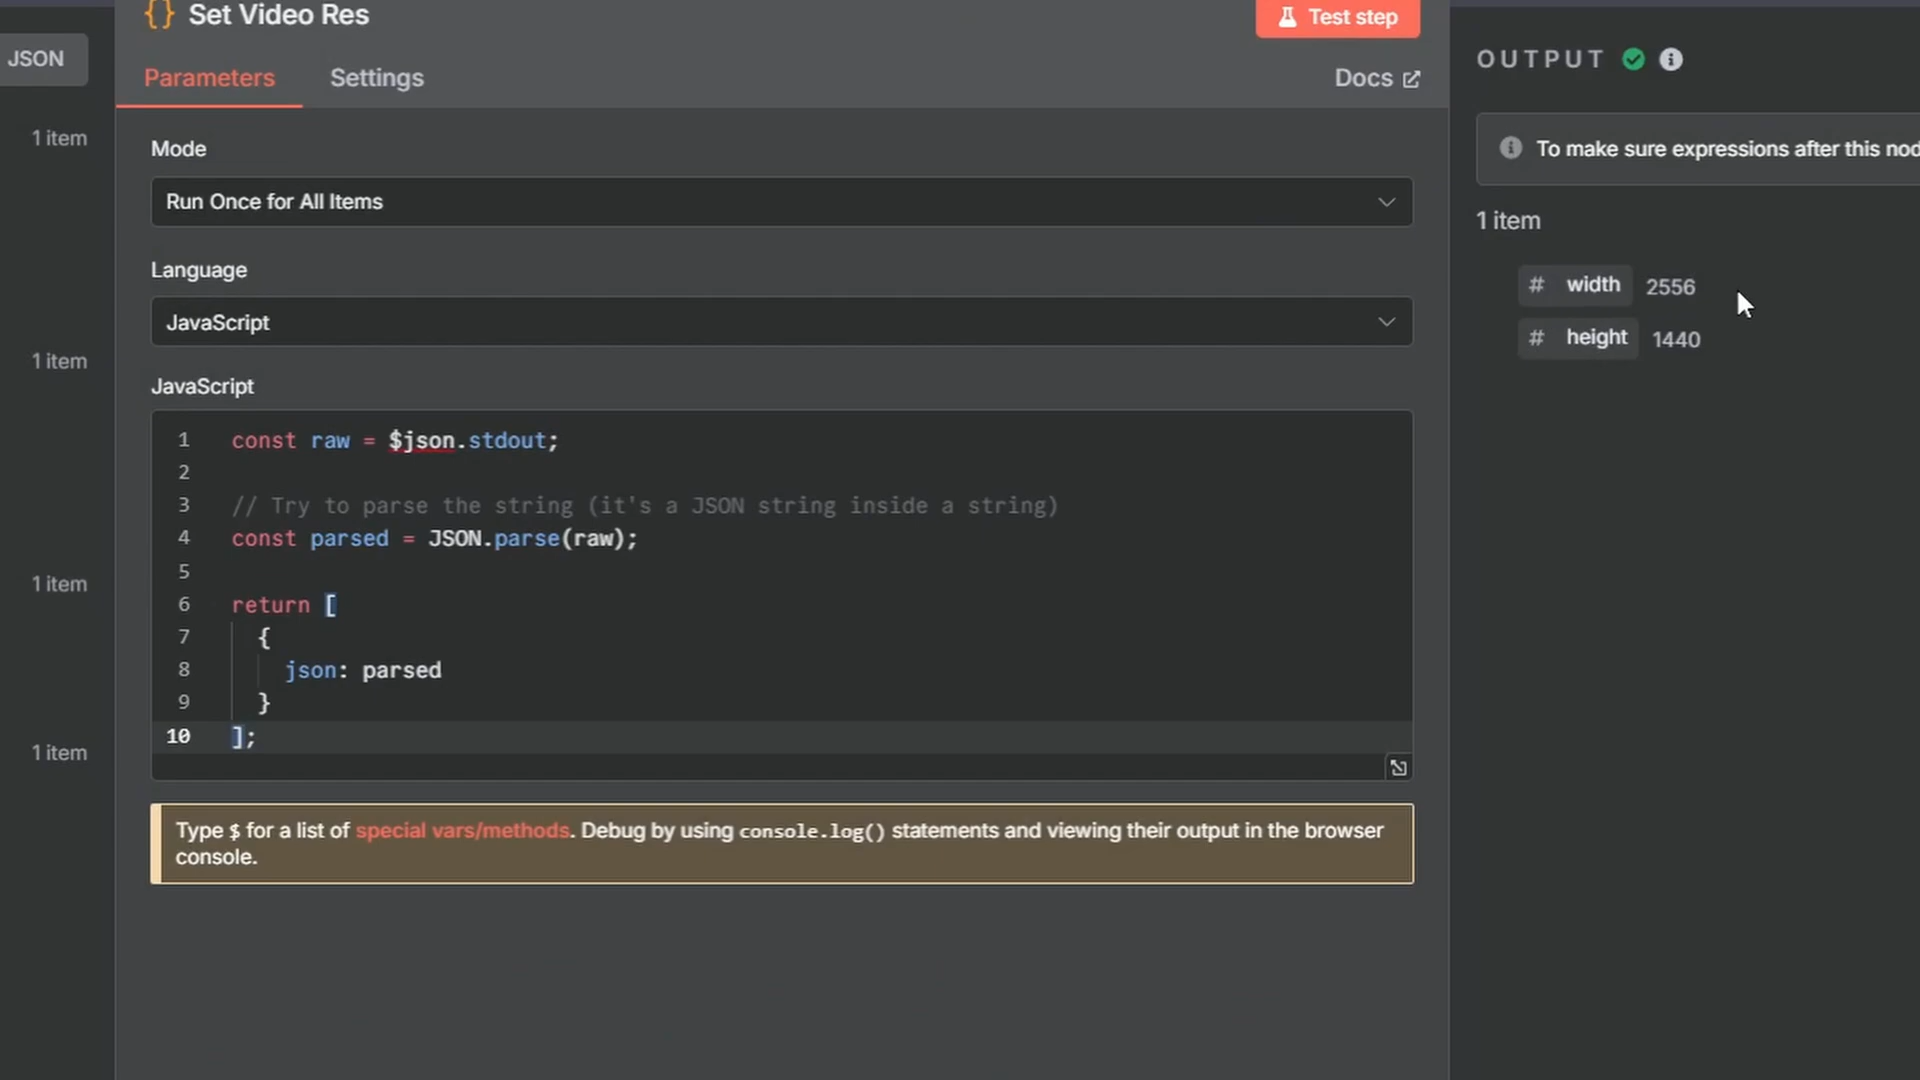 {} Set Video Res
Test step
JSON
Parameters
Settings
Docs
1 item
1 item
1 item
1 item
Mode
Run Once for All Items
Language
JavaScript
JavaScript
1 const raw = $json.stdout;
2
3 // Try to parse the string (it's a JSON string inside a string)
4 const parsed = JSON.parse(raw);
5
6 return [
7 {
8 json: parsed
9 }
10 ];
Type $ for a list of special vars/methods. Debug by using console.log() statements and viewing their output in the browser
console.
OUTPUT
To make sure expressions after this nod
1 item
# width 2556
# height 1440